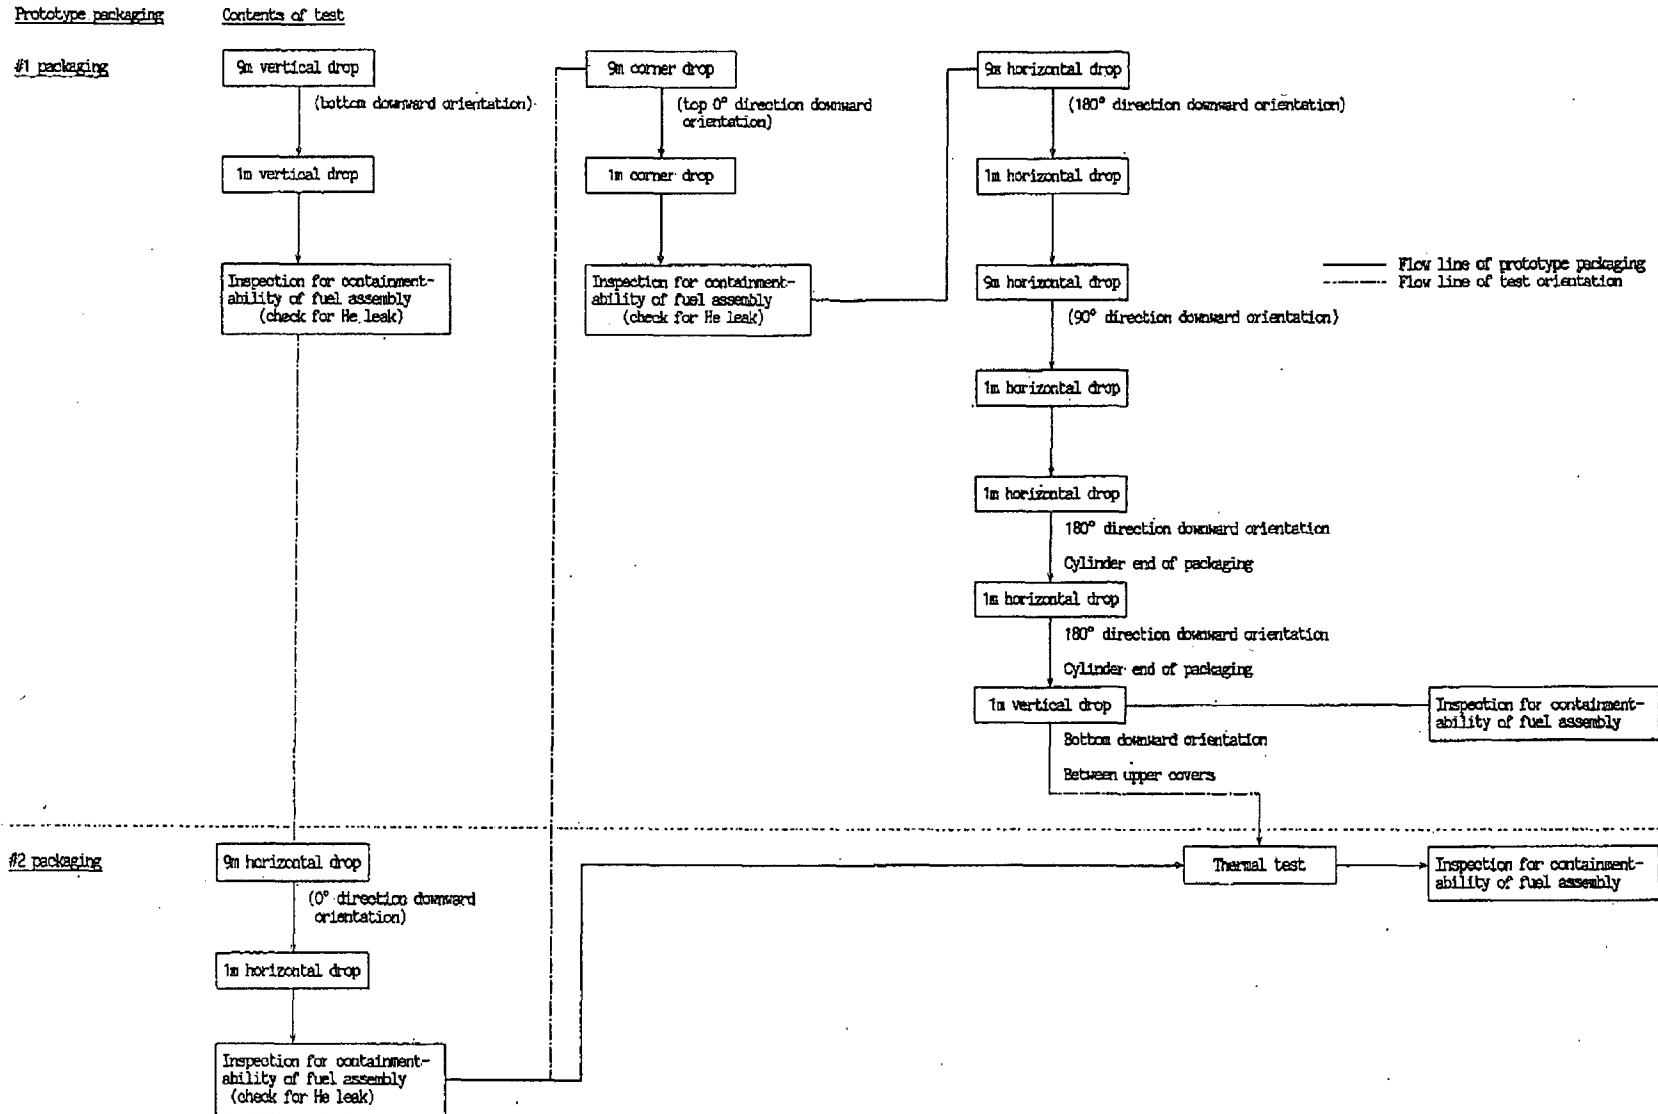 Prototype packaging
Contents of test
#1 packaging
9m vertical drop
(bottom downward orientation)
1m vertical drop
Inspection for containment-
ability of fuel assembly
(check for He leak)
9m corner drop
(top 0° direction downward
orientation)
1m corner drop
Inspection for containment-
ability of fuel assembly
(check for He leak)
9m horizontal drop
(180° direction downward orientation)
1m horizontal drop
9m horizontal drop
(90° direction downward orientation)
1m horizontal drop
1m horizontal drop
180° direction downward orientation
Cylinder end of packaging
1m horizontal drop
180° direction downward orientation
Cylinder end of packaging
1m vertical drop
Bottom downward orientation
Between upper covers
Inspection for containment-
ability of fuel assembly
Flow line of prototype packaging
Flow line of test orientation
#2 packaging
9m horizontal drop
(0° direction downward
orientation)
1m horizontal drop
Inspection for containment-
ability of fuel assembly
(check for He leak)
Thermal test
Inspection for containment-
ability of fuel assembly